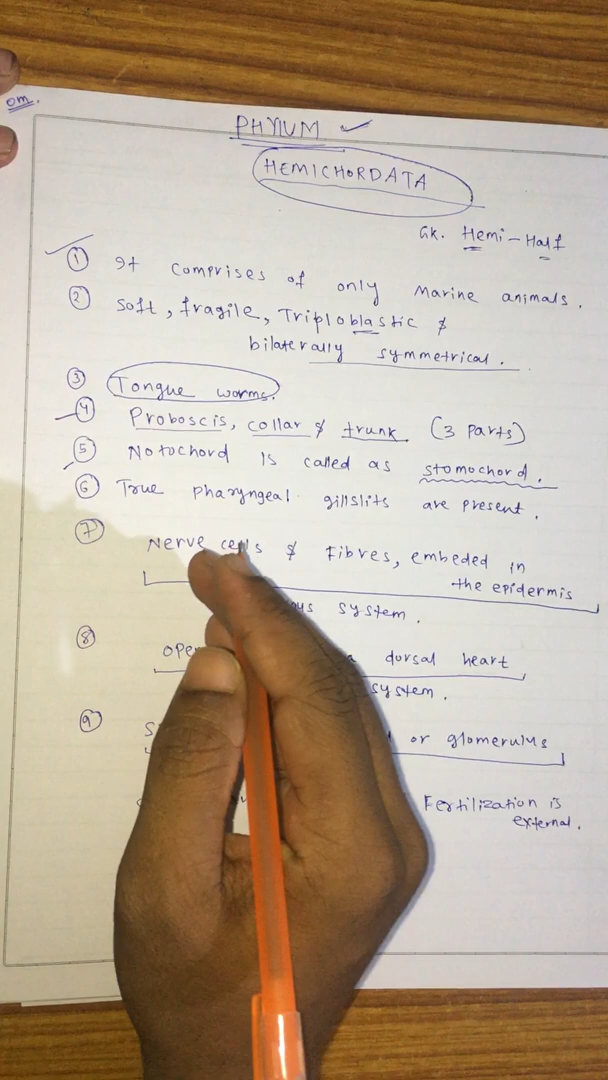 om.
PHYLUM
HEMICHORDATA
Gk. Hemi - Half
① It comprises of only Marine animals.
② Soft, fragile, Triploblastic &
bilaterally symmetrical.
③ Tongue worms.
④ Proboscis, collar & trunk (3 parts)
⑤ Notochord is called as stomochord.
⑥ True pharyngeal gillslits are present.
⑦ Nerve cells & Fibres, embeded in
the epidermis
system.
⑧ dorsal heart
system.
⑨ or glomerulus
Fertilization is
external.